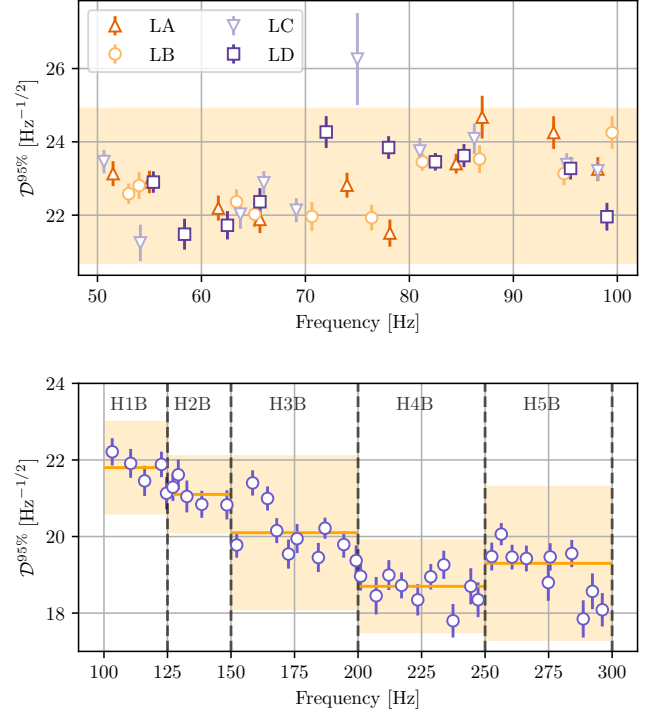 LA LC
LB LD
26
24
22
𝒟^95% [Hz^−1/2]
50 60 70 80 90 100
Frequency [Hz]
24
22
20
18
𝒟^95% [Hz^−1/2]
H1B H2B H3B H4B H5B
100 125 150 175 200 225 250 275 300
Frequency [Hz]